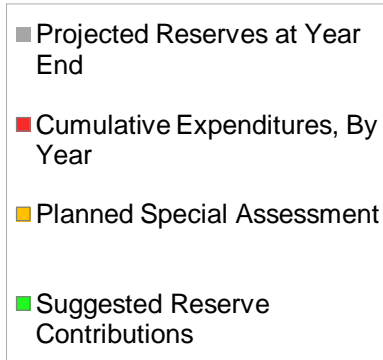 Projected Reserves at Year
End
Cumulative Expenditures, By
Year
Planned Special Assessment
Suggested Reserve
Contributions